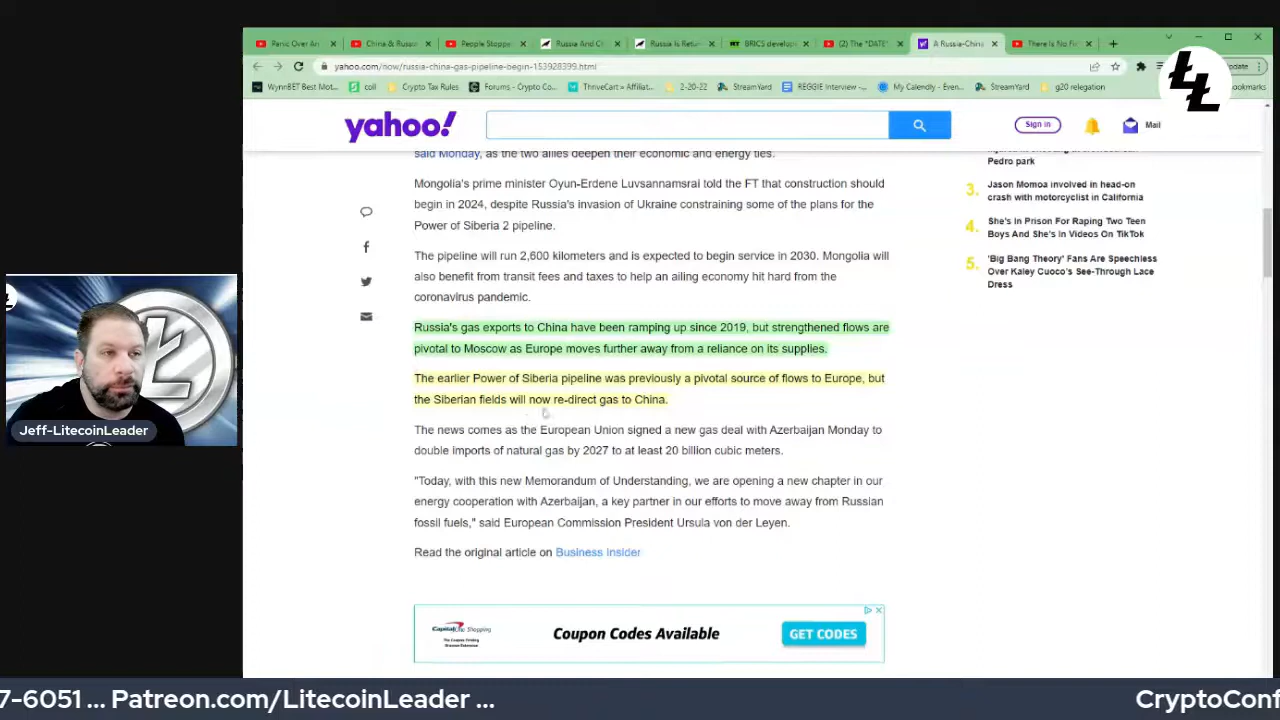 Panic Over An
China & Russia
People Stoppe
Russia And Ch
Russia Is Retur
BRICS develop
(2) The "DATE"
A Russia-China
There Is No Fi
yahoo.com/now/russia-china-gas-pipeline-begin-153928399.html
WynnBET Best Mot...
coll
Crypto Tax Rules
Forums - Crypto Co...
ThriveCart » Affiliat...
2-20-22
StreamYard
REGGIE Interview -...
My Calendly - Even...
StreamYard
g20 relegation
yahoo!
Sign in
Mail
said Monday, as the two allies deepen their economic and energy ties.
Pedro park
Mongolia's prime minister Oyun-Erdene Luvsannamsrai told the FT that construction should
begin in 2024, despite Russia's invasion of Ukraine constraining some of the plans for the
Power of Siberia 2 pipeline.
3. Jason Momoa involved in head-on
crash with motorcyclist in California
4. She's In Prison For Raping Two Teen
Boys And She's in Videos On TikTok
5. 'Big Bang Theory' Fans Are Speechless
Over Kaley Cuoco's See-Through Lace
Dress
The pipeline will run 2,600 kilometers and is expected to begin service in 2030. Mongolia will
also benefit from transit fees and taxes to help an ailing economy hit hard from the
coronavirus pandemic.
Russia's gas exports to China have been ramping up since 2019, but strengthened flows are
pivotal to Moscow as Europe moves further away from a reliance on its supplies.
The earlier Power of Siberia pipeline was previously a pivotal source of flows to Europe, but
the Siberian fields will now re-direct gas to China.
Jeff-LitecoinLeader
The news comes as the European Union signed a new gas deal with Azerbaijan Monday to
double imports of natural gas by 2027 to at least 20 billion cubic meters.
"Today, with this new Memorandum of Understanding, we are opening a new chapter in our
energy cooperation with Azerbaijan, a key partner in our efforts to move away from Russian
fossil fuels," said European Commission President Ursula von der Leyen.
Read the original article on Business Insider
Capital One Shopping
Coupon Codes Available
GET CODES
7-6051 ... Patreon.com/LitecoinLeader ...
CryptoConf